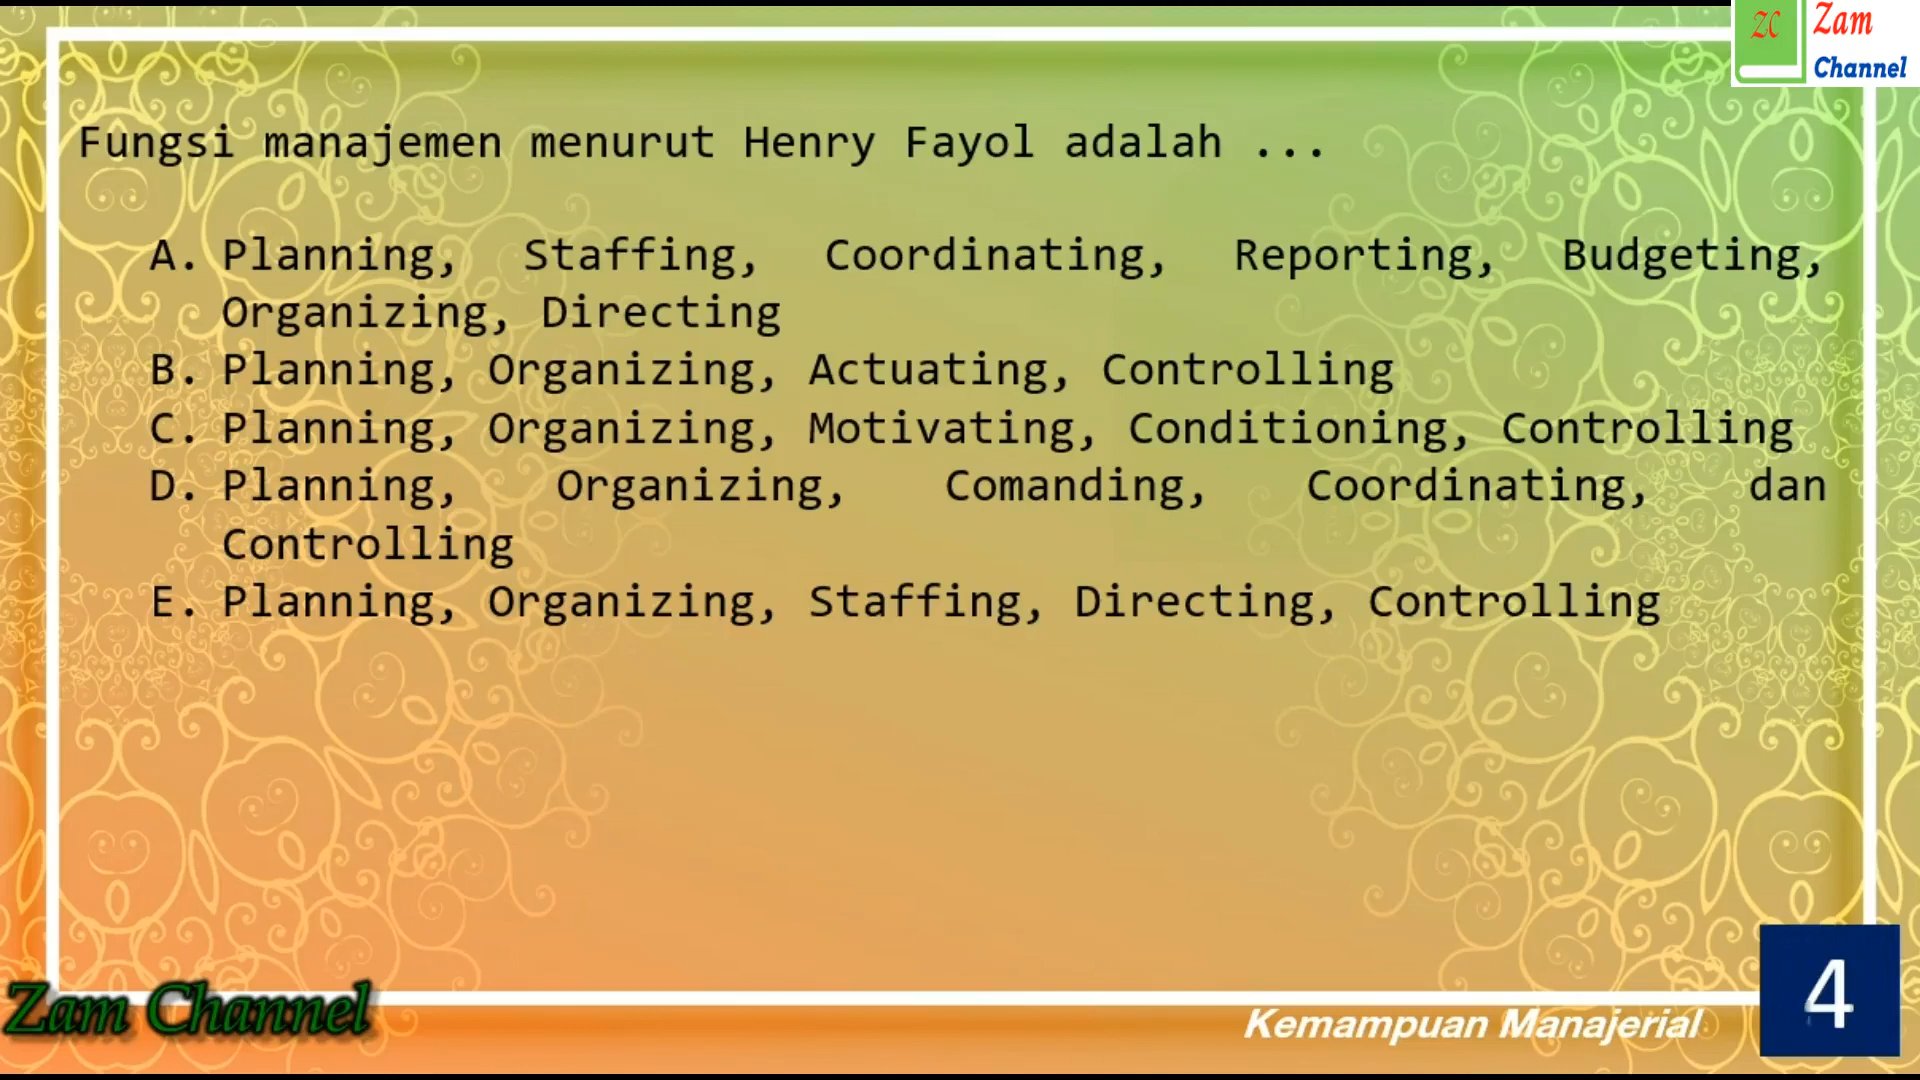 ZC Zam
Channel
Fungsi manajemen menurut Henry Fayol adalah ...
A. Planning, Staffing, Coordinating, Reporting, Budgeting,
Organizing, Directing
B. Planning, Organizing, Actuating, Controlling
C. Planning, Organizing, Motivating, Conditioning, Controlling
D. Planning, Organizing, Comanding, Coordinating, dan
Controlling
E. Planning, Organizing, Staffing, Directing, Controlling
Zam Channel
Kemampuan Manajerial
4